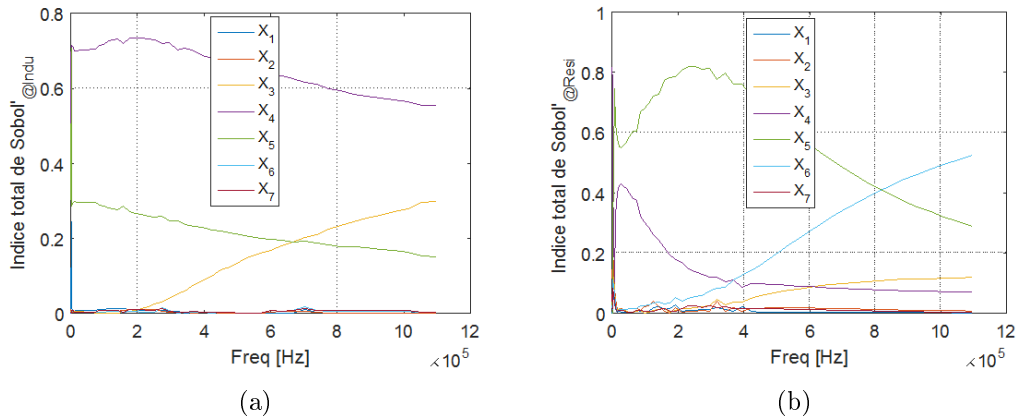 Indice total de Sobol'@Indu
0.8
0.6
0.4
0.2
0
X1
X2
X3
X4
X5
X6
X7
0 2 4 6 8 10 12
Freq [Hz]
×10^5
(a)
Indice total de Sobol'@Resi
1
0.8
0.6
0.4
0.2
0
X1
X2
X3
X4
X5
X6
X7
0 2 4 6 8 10 12
Freq [Hz]
×10^5
(b)